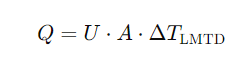 Q = U · A · ΔT_LMTD